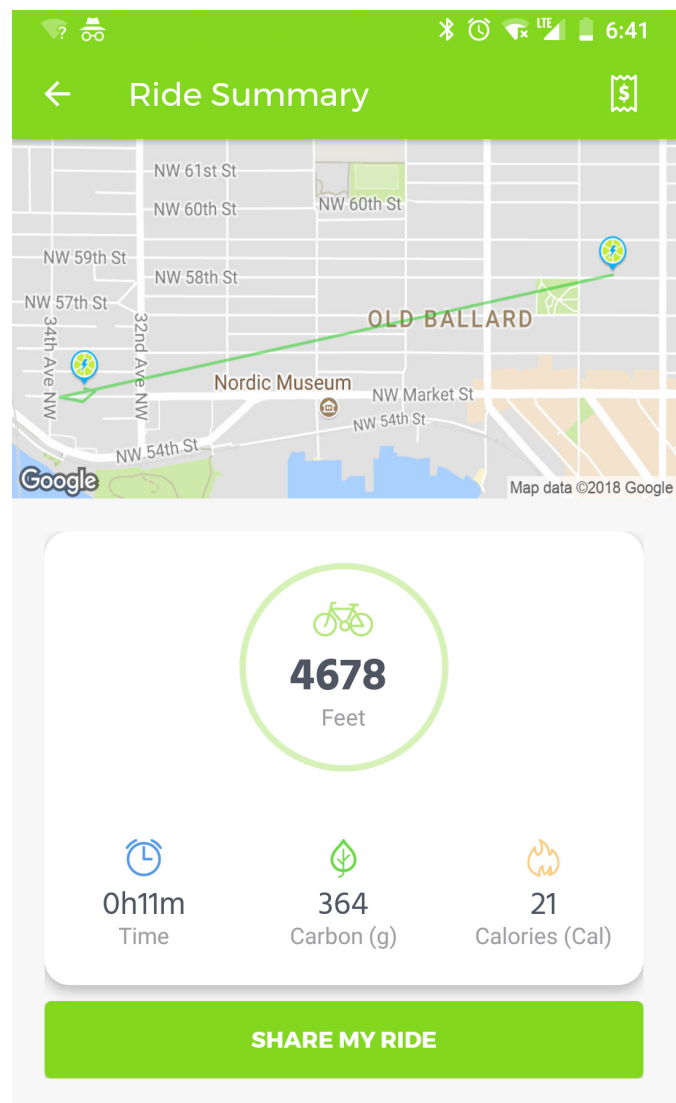 ?
LTE
6:41
Ride Summary
$
NW 61st St
NW 60th St
NW 60th St
NW 59th St
NW 58th St
NW 57th St
34th Ave NW
32nd Ave NW
OLD BALLARD
Nordic Museum
NW Market St
NW 54th St
NW 54th St
Google
Map data ©2018 Google
4678
Feet
0h11m
364
21
Time
Carbon (g)
Calories (Cal)
SHARE MY RIDE